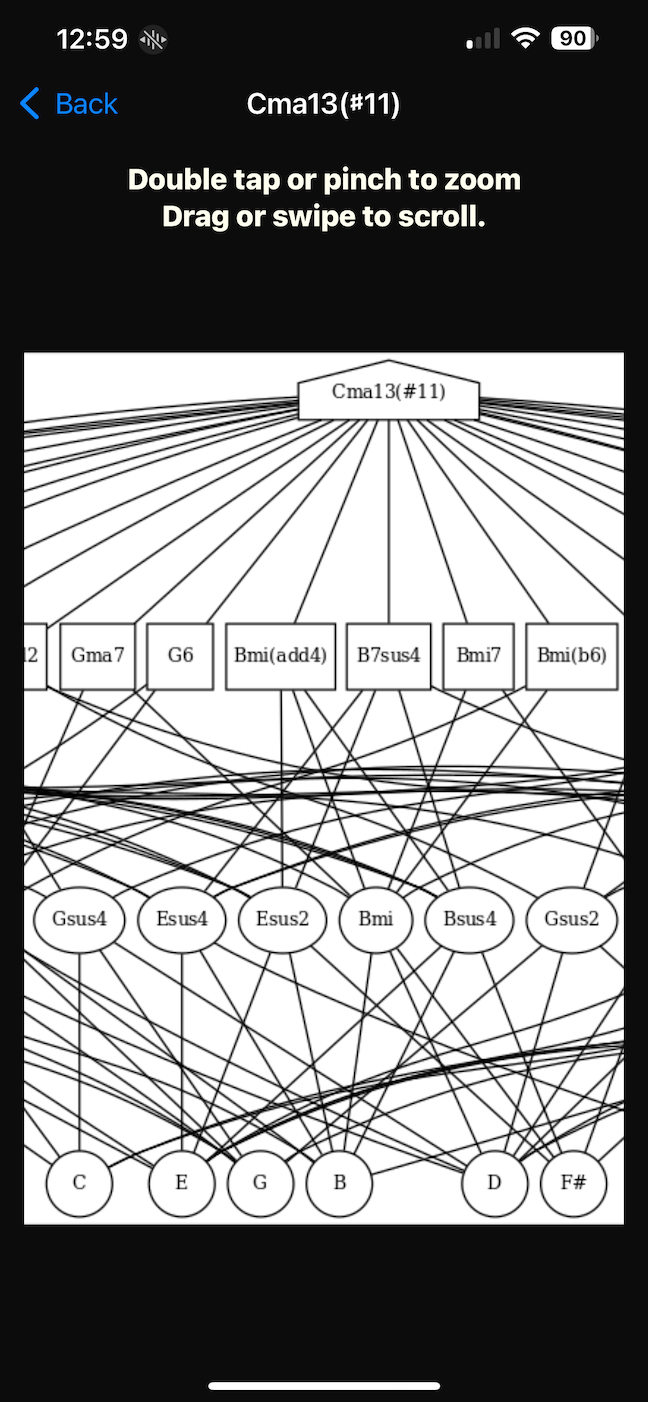 12:59
90
Back
Cma13(#11)
Double tap or pinch to zoom
Drag or swipe to scroll.
Cma13(#11)
Gma7
G6
Bmi(add4)
B7sus4
Bmi7
Bmi(b6)
Gsus4
Esus4
Esus2
Bmi
Bsus4
Gsus2
C
E
G
B
D
F#